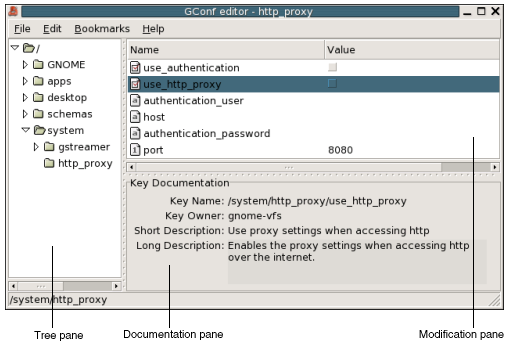 GConf editor - http_proxy
File Edit Bookmarks Help
/
GNOME
apps
desktop
schemas
system
gstreamer
http_proxy
Name Value
use_authentication
use_http_proxy
authentication_user
host
authentication_password
port 8080
Key Documentation
Key Name: /system/http_proxy/use_http_proxy
Key Owner: gnome-vfs
Short Description: Use proxy settings when accessing http
Long Description: Enables the proxy settings when accessing http
over the internet.
/system/http_proxy
Tree pane Documentation pane Modification pane